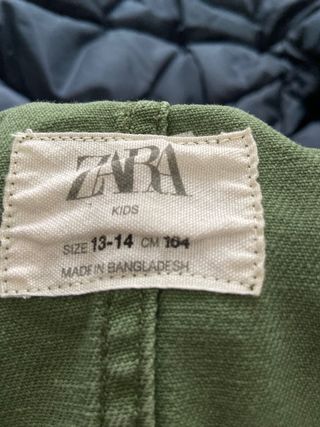 ZARA
KIDS
SIZE 13-14 CM 164
MADE IN BANGLADESH